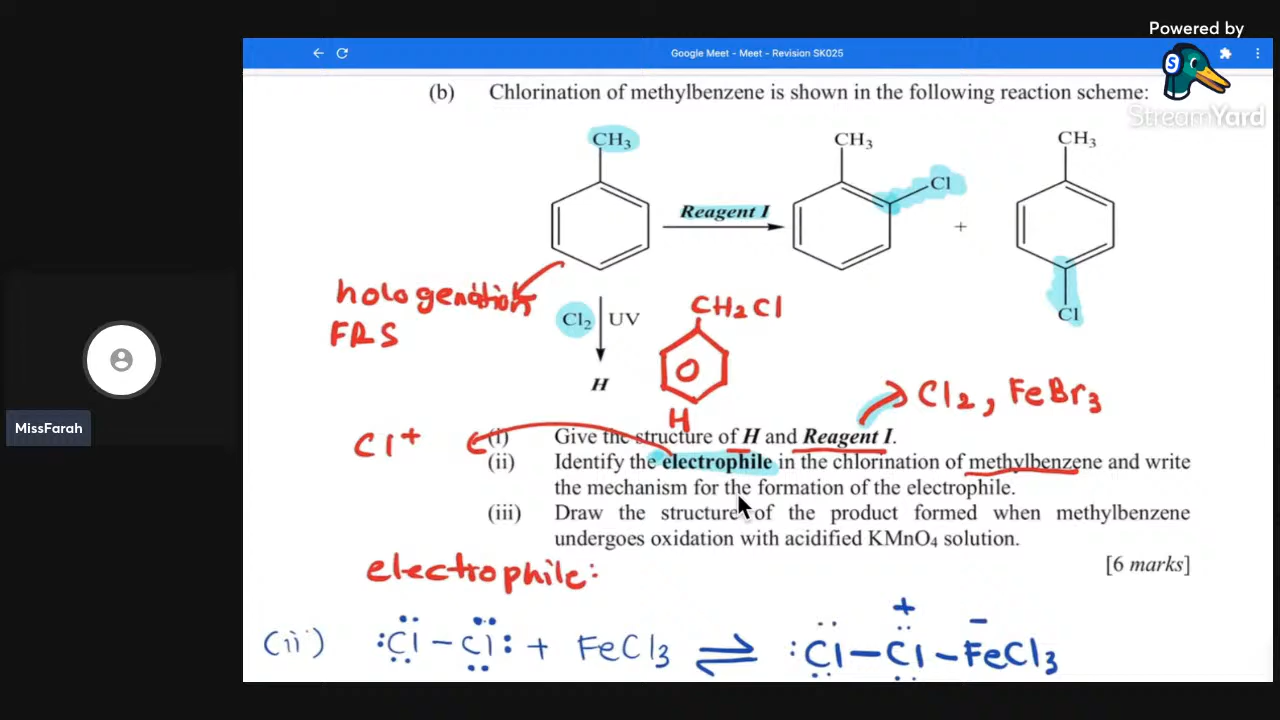 Powered by
StreamYard
Google Meet - Meet - Revision SK025
(b) Chlorination of methylbenzene is shown in the following reaction scheme:
CH3 CH3 CH3
Cl
Reagent I
+
hologenation
FRS
Cl2 UV
CH2Cl
Cl
H
H
Cl2, FeBr3
MissFarah
Cl+
(i) Give the structure of H and Reagent I.
(ii) Identify the electrophile in the chlorination of methylbenzene and write
the mechanism for the formation of the electrophile.
(iii) Draw the structure of the product formed when methylbenzene
undergoes oxidation with acidified KMnO4 solution.
[6 marks]
electrophile:
(ii) :Cl-Cl: + FeCl3 ⇌ :Cl-Cl+-Fe-Cl3